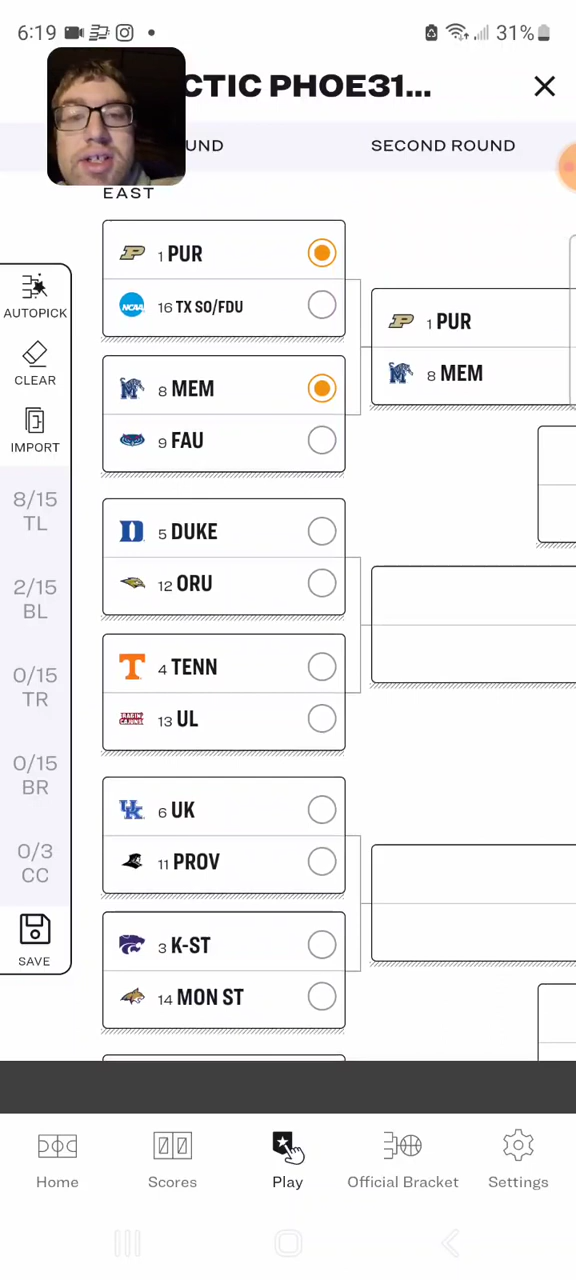 6:19 31%
CTIC PHOE31...
UND SECOND ROUND
EAST
1 PUR
16 TX SO/FDU
8 MEM
9 FAU
1 PUR
8 MEM
5 DUKE
12 ORU
4 TENN
13 UL
6 UK
11 PROV
3 K-ST
14 MON ST
AUTOPICK
CLEAR
IMPORT
8/15
TL
2/15
BL
0/15
TR
0/15
BR
0/3
CC
SAVE
Home Scores Play Official Bracket Settings